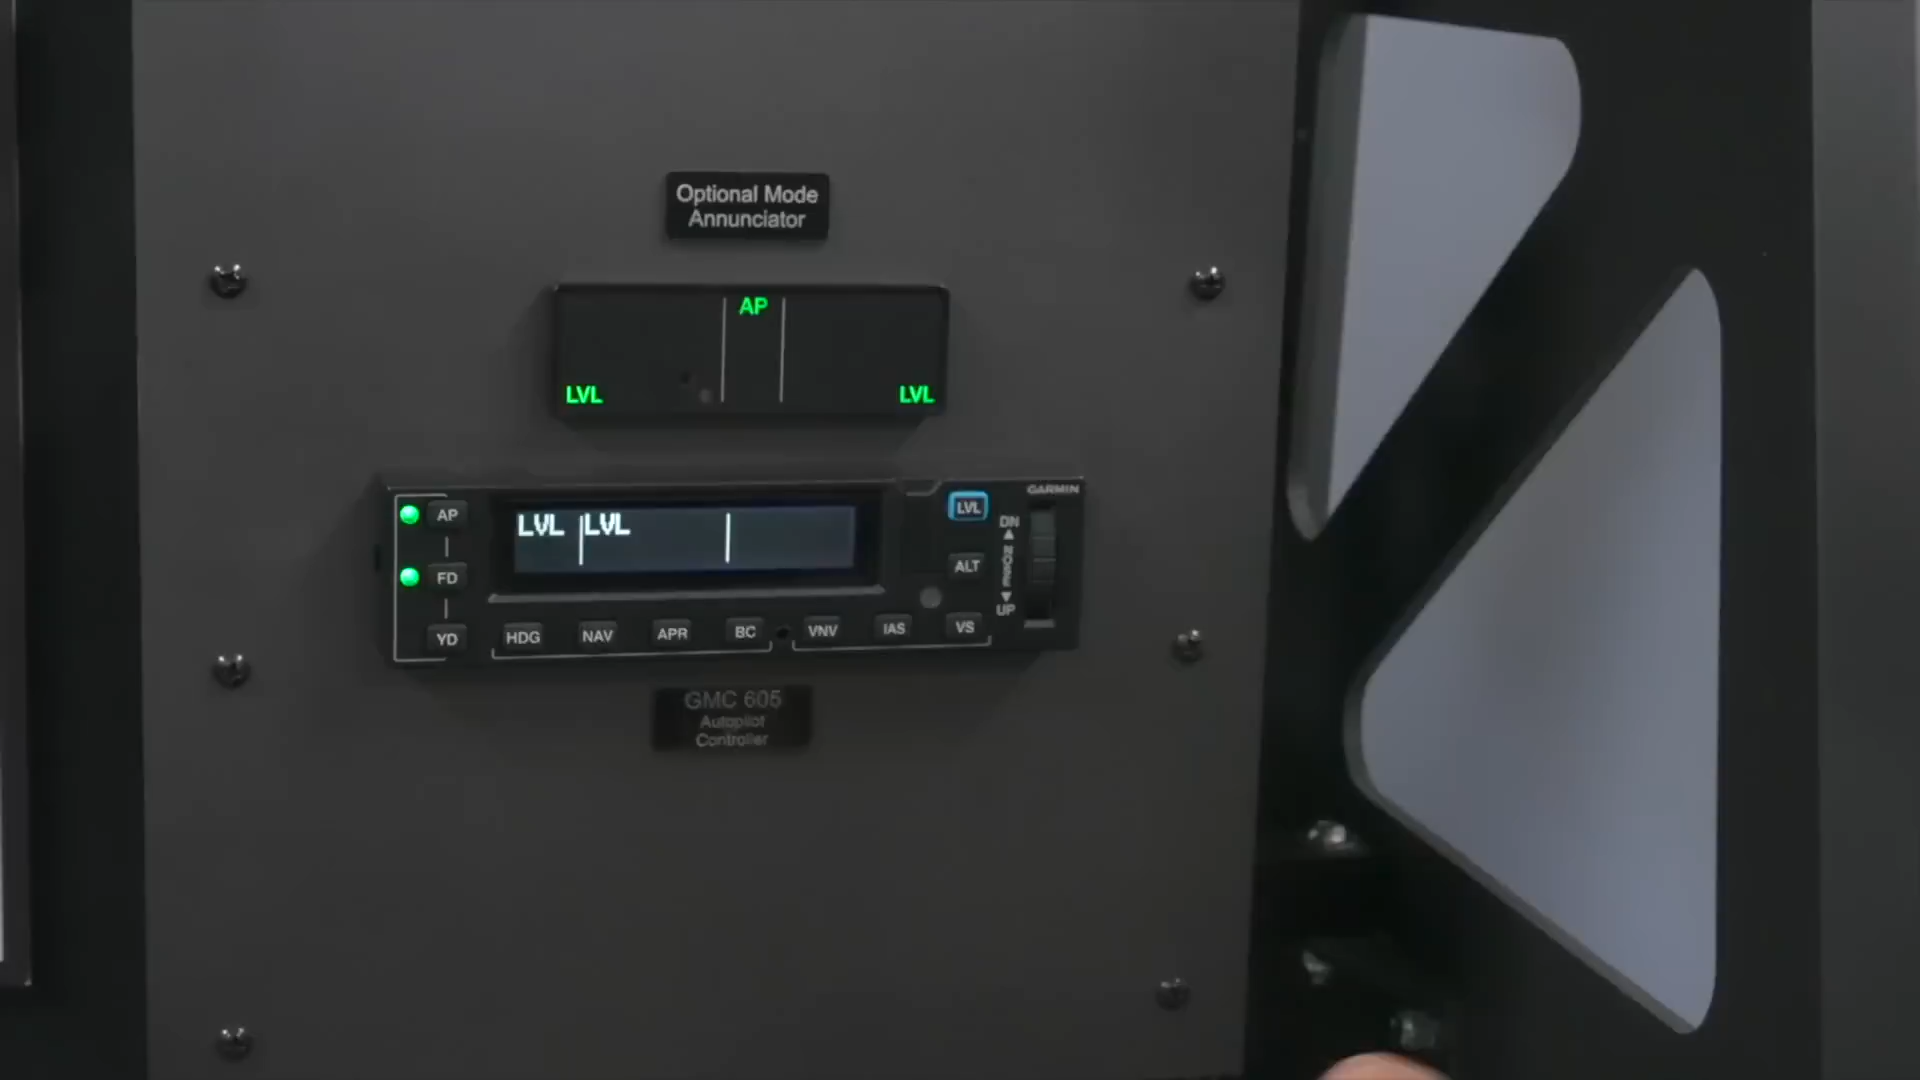 Optional Mode
Annunciator
AP
LVL
LVL
GARMIN
AP
LVL
LVL
LVL
DN
NOSE
UP
FD
ALT
YD
HDG
NAV
APR
BC
VNV
IAS
VS
GMC 605
Autopilot
Controller